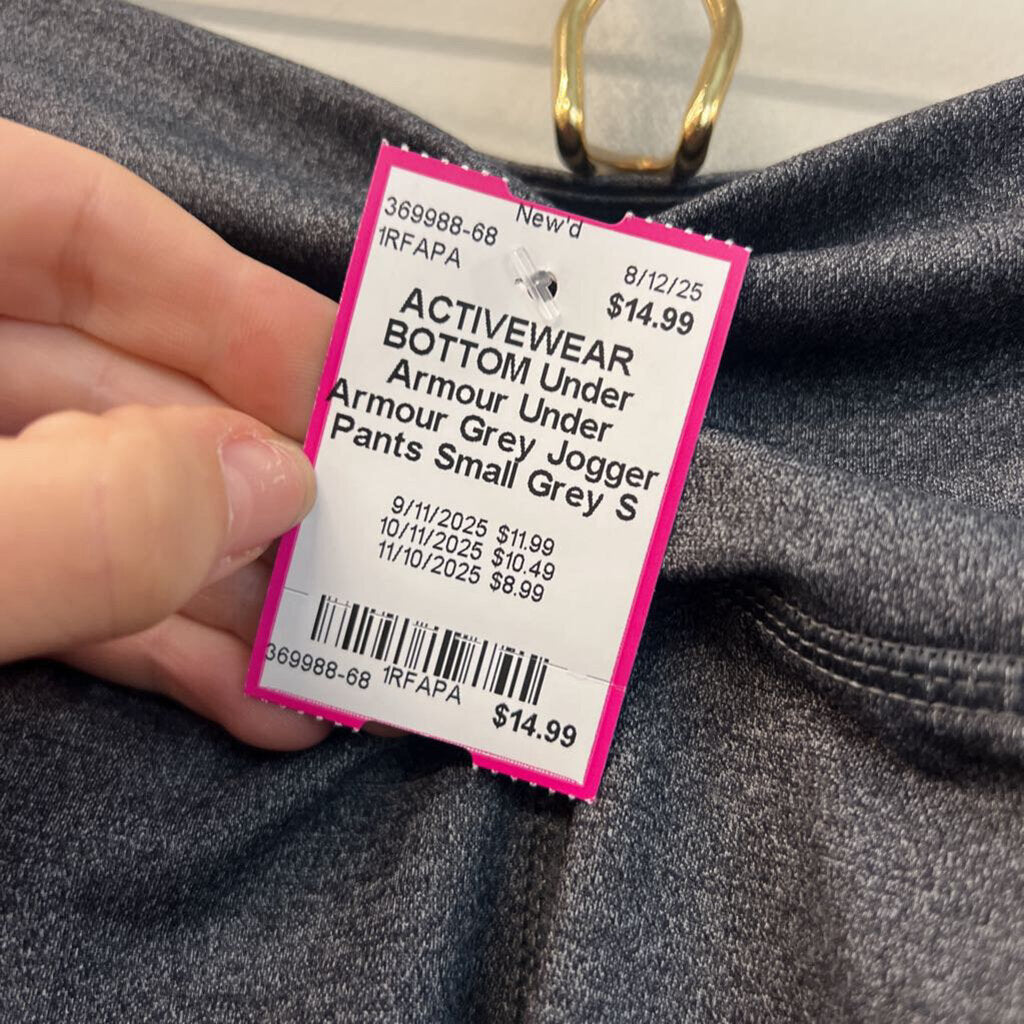 369988-68
New'd
1RFAPA
8/12/25
$14.99
ACTIVEWEAR
BOTTOM Under
Armour Under
Armour Grey Jogger
Pants Small Grey S
9/11/2025 $11.99
10/11/2025 $10.49
11/10/2025 $8.99
369988-68 1RFAPA
$14.99